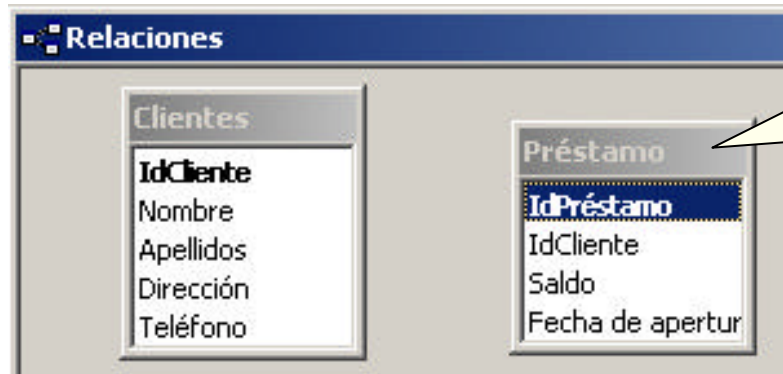 Relaciones
Clientes
IdCliente
Nombre
Apellidos
Dirección
Teléfono
Préstamo
IdPréstamo
IdCliente
Saldo
Fecha de apertur